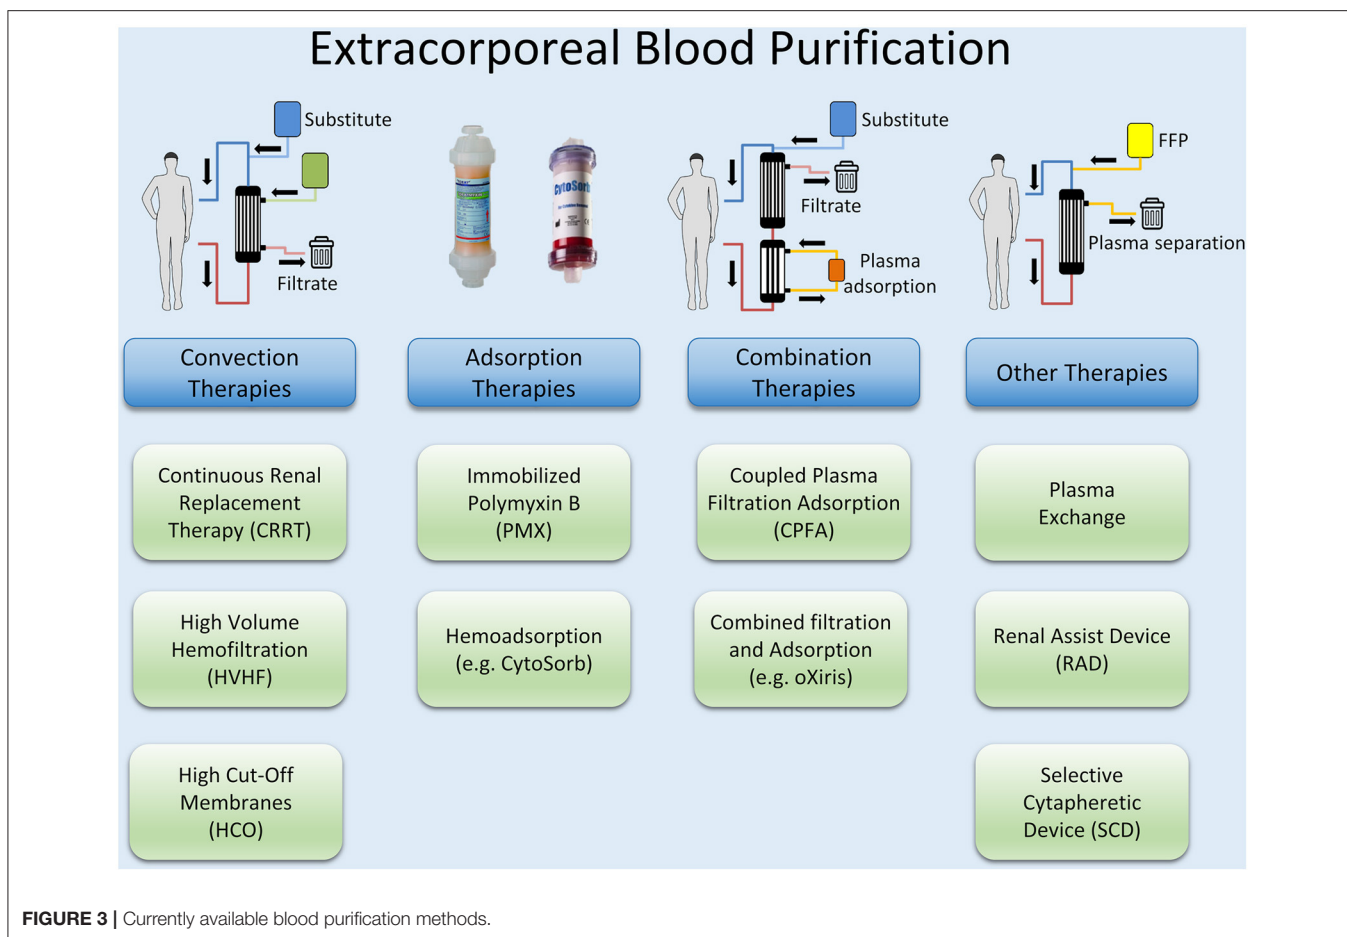 Extracorporeal Blood Purification
Substitute
Filtrate
CytoSorb
Substitute
Filtrate
Plasma
adsorption
FFP
Plasma separation
Convection
Therapies
Adsorption
Therapies
Combination
Therapies
Other Therapies
Continuous Renal
Replacement
Therapy (CRRT)
Immobilized
Polymyxin B
(PMX)
Coupled Plasma
Filtration Adsorption
(CPFA)
Plasma
Exchange
High Volume
Hemofiltration
(HVHF)
Hemoadsorption
(e.g. CytoSorb)
Combined filtration
and Adsorption
(e.g. oXiris)
Renal Assist Device
(RAD)
High Cut-Off
Membranes
(HCO)
Selective
Cytapheretic
Device (SCD)
FIGURE 3 | Currently available blood purification methods.